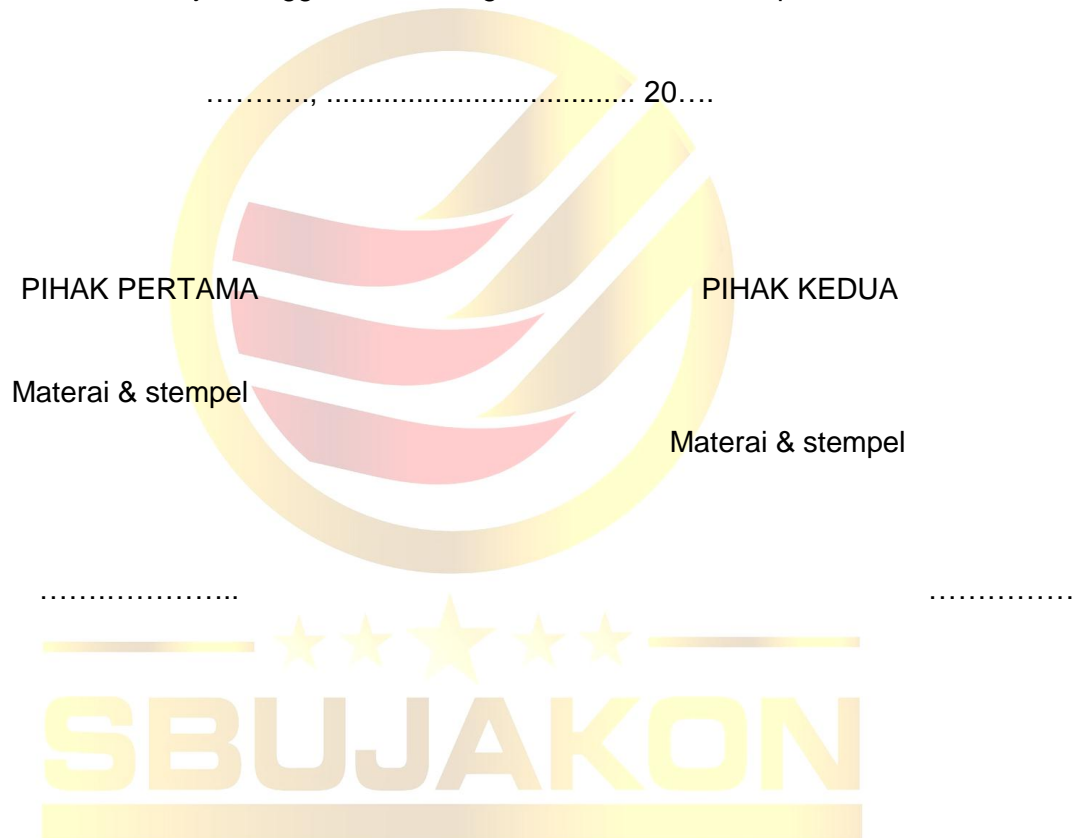 ………..., ...................................... 20….
PIHAK PERTAMA PIHAK KEDUA
Materai & stempel
Materai & stempel
………………….. ……………
SBUJAKON